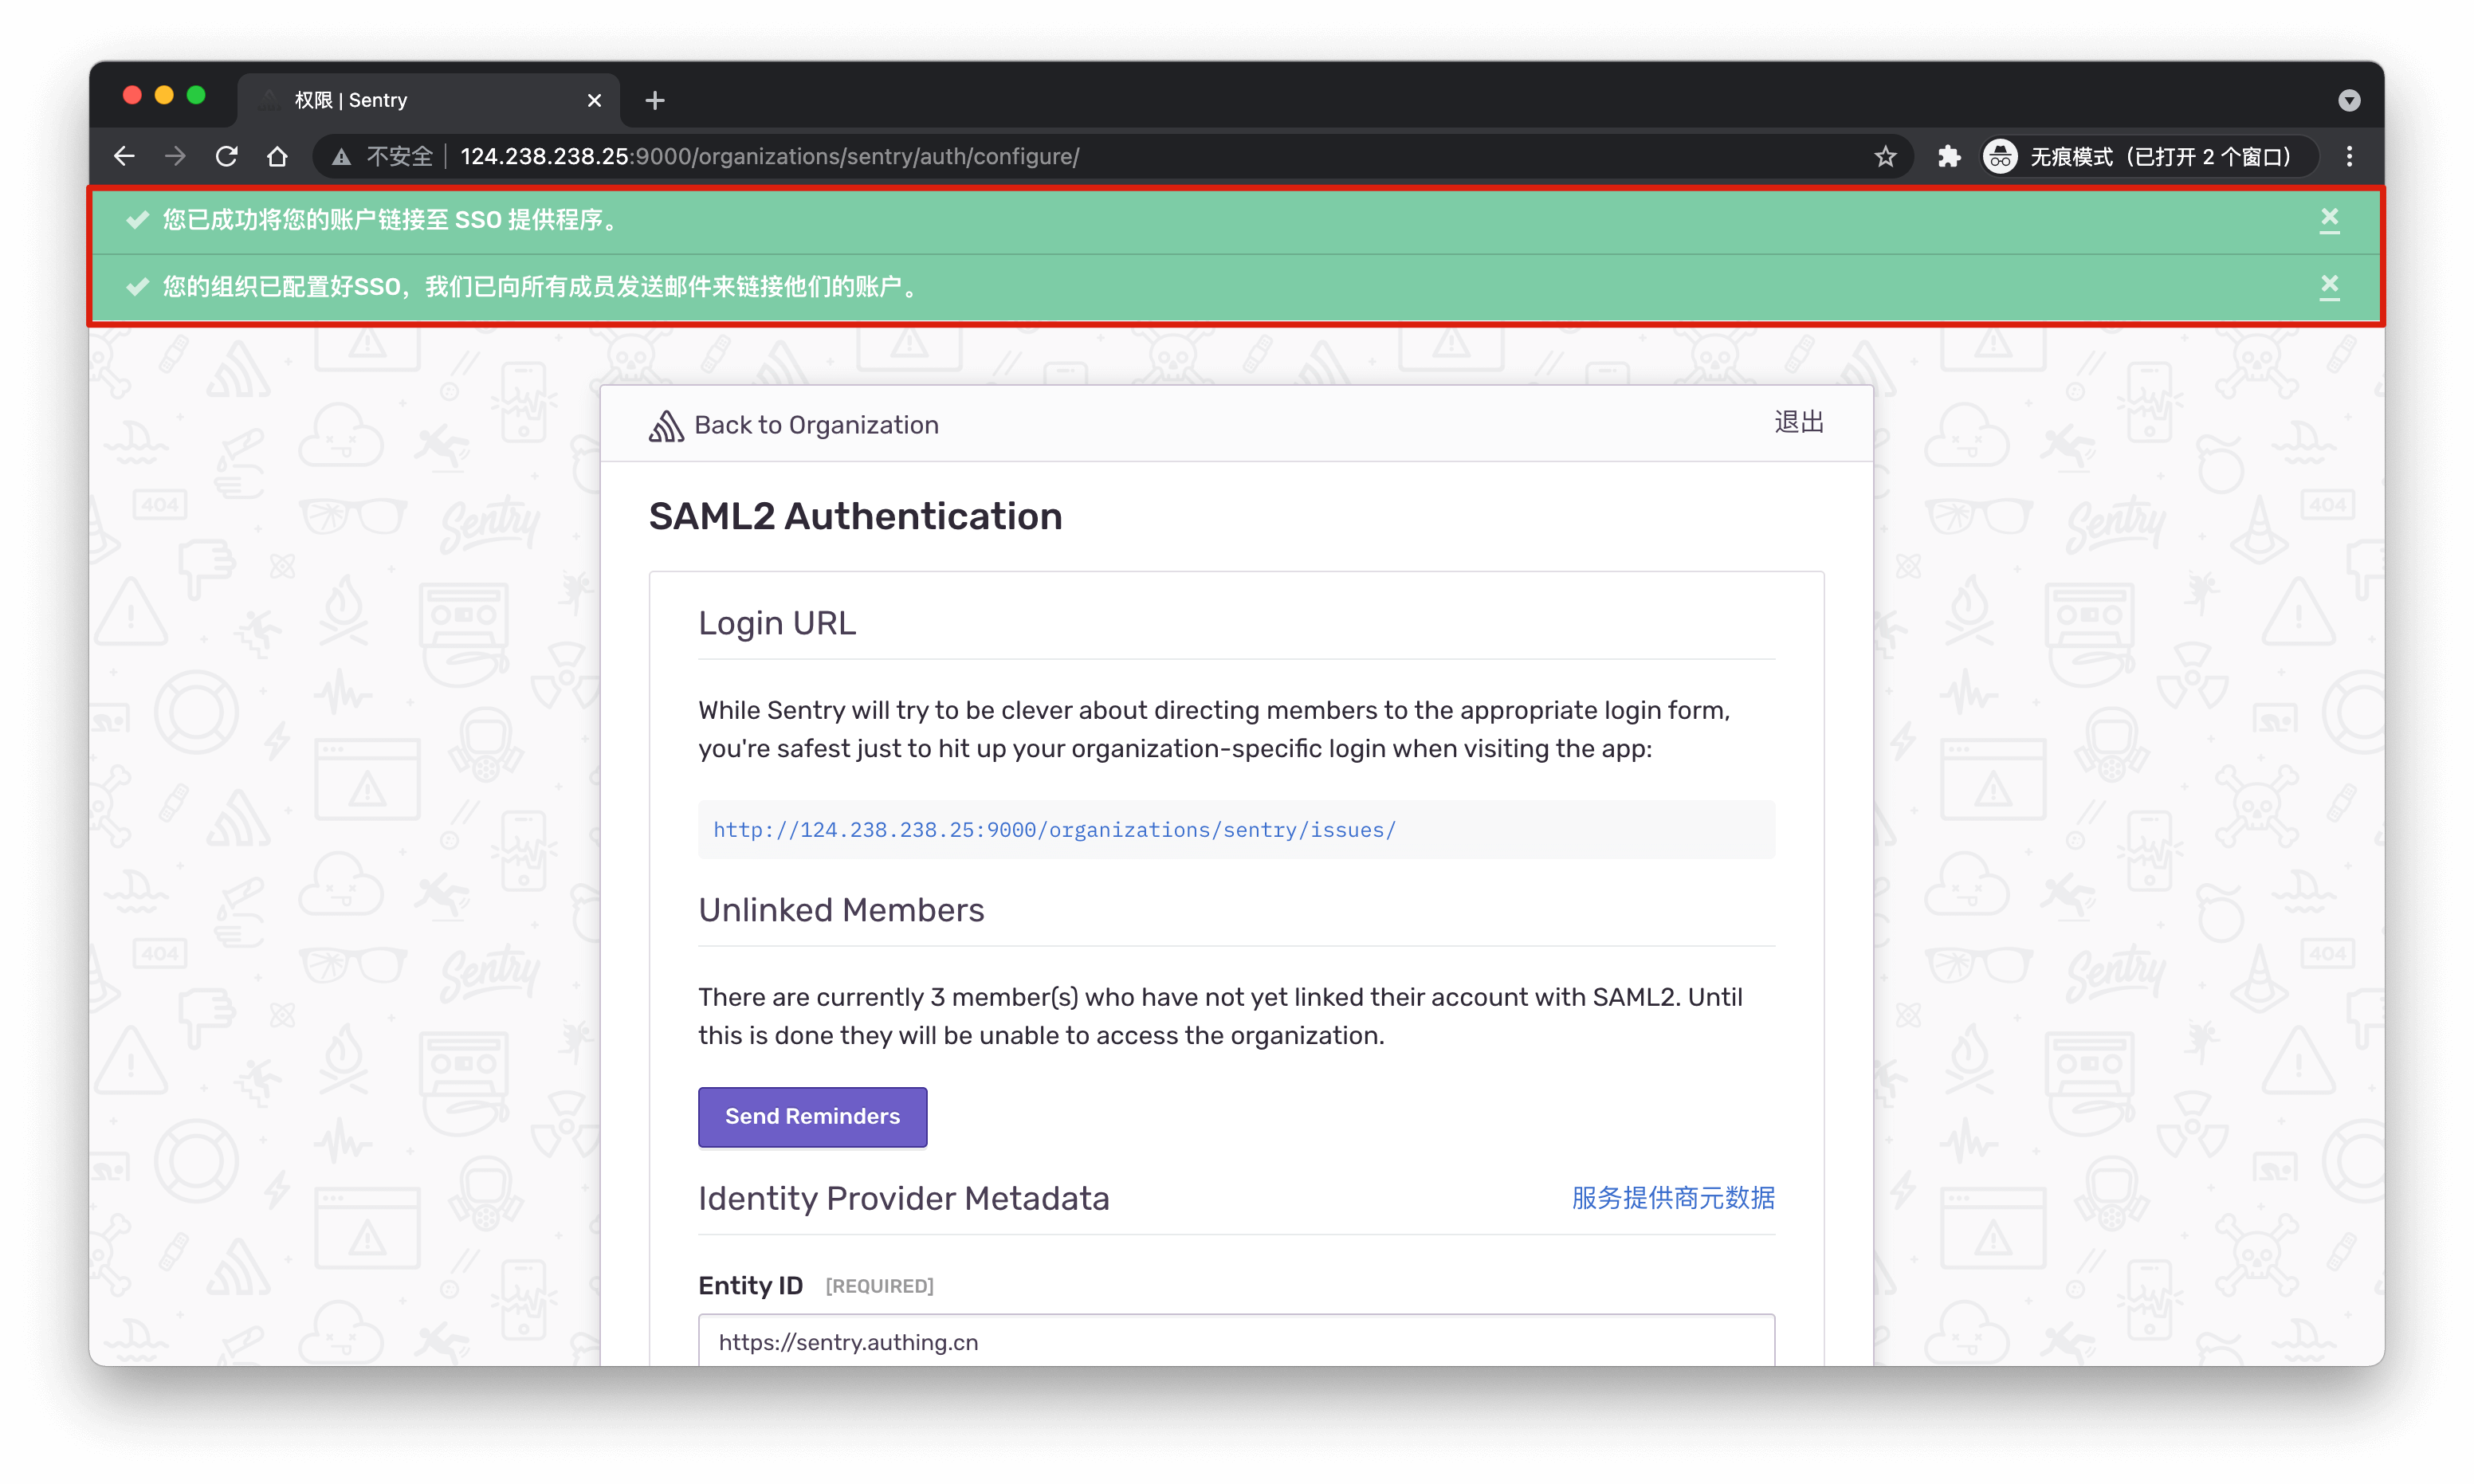 权限 | Sentry
不安全 124.238.238.25:9000/organizations/sentry/auth/configure/
无痕模式（已打开 2 个窗口）
您已成功将您的账户链接至 SSO 提供程序。
您的组织已配置好SSO，我们已向所有成员发送邮件来链接他们的账户。
Back to Organization
退出
SAML2 Authentication
Login URL
While Sentry will try to be clever about directing members to the appropriate login form,
you're safest just to hit up your organization-specific login when visiting the app:
http://124.238.238.25:9000/organizations/sentry/issues/
Unlinked Members
There are currently 3 member(s) who have not yet linked their account with SAML2. Until
this is done they will be unable to access the organization.
Send Reminders
Identity Provider Metadata
服务提供商元数据
Entity ID [REQUIRED]
https://sentry.authing.cn
404
Sentry
404
Sentry
404
Sentry
404
Sentry